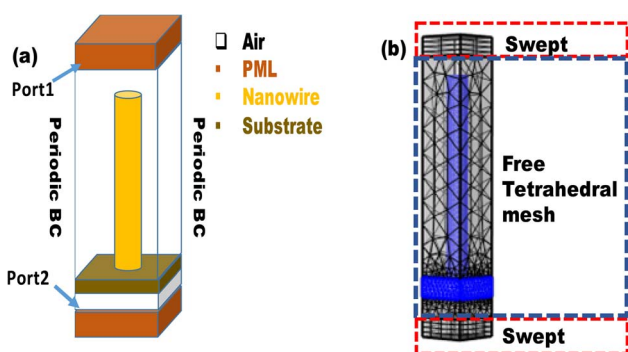 (a)
Port1
Periodic BC
Periodic BC
Port2
Air
PML
Nanowire
Substrate
(b)
Swept
Free
Tetrahedral
mesh
Swept